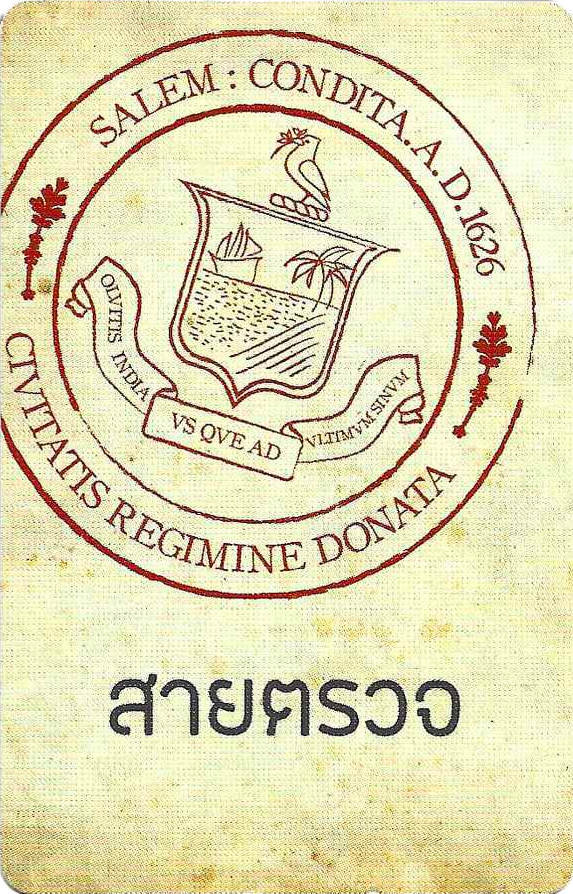 SALEM : CONDITA. A. D. 1626
CIVITATIS REGIMINE DONATA
OLVITIS INDIA
VS QVE AD
VLTIMVM SINVM
สายตรวจ